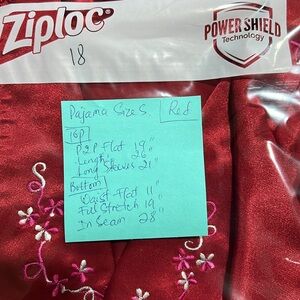 Ziploc
POWER SHIELD
Technology
18
Pajama Sizes Red
Top
P2P Flat 19"
Length 26"
Long Sleeves 21"
Bottom
Waist Flat 11"
Full Stretch 19"
In Seam 28"